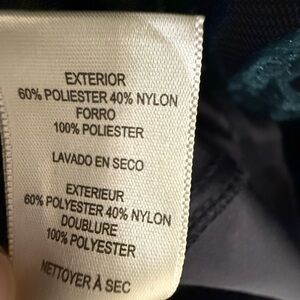 EXTERIOR
60% POLIESTER 40% NYLON
FORRO
100% POLIESTER
LAVADO EN SECO
EXTERIEUR
60% POLYESTER 40% NYLON
DOUBLURE
100% POLYESTER
NETTOYER À SEC